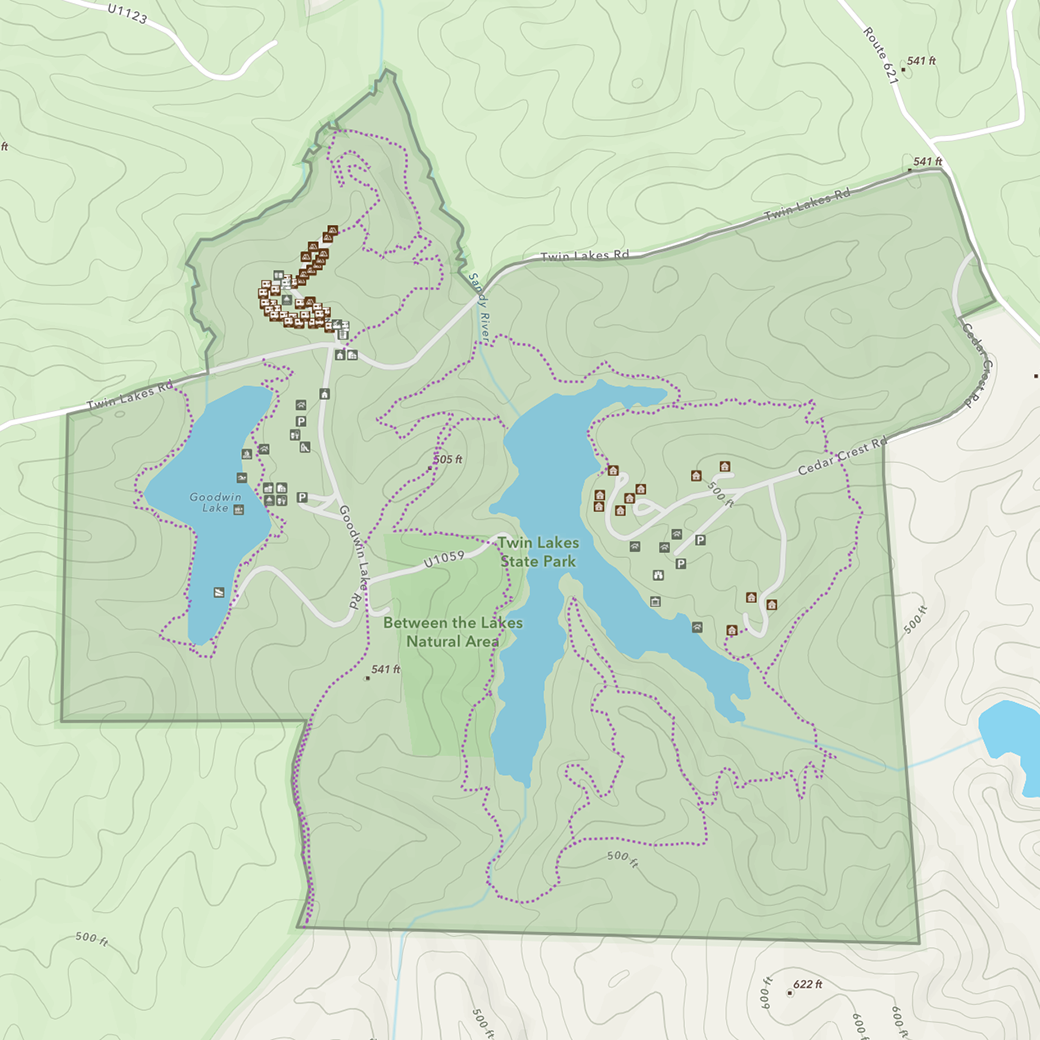 U1123
Route 621
541 ft
ft
541 ft
Twin Lakes Rd
Twin Lakes Rd
Sandy River
Cedar Crest Rd
Twin Lakes Rd
P
505 ft
Cedar Crest Rd
500 ft
Goodwin
Lake
P
Goodwin Lake Rd
P
Twin Lakes
State Park
U1059
P
500 ft
Between the Lakes
Natural Area
541 ft
500 ft
500 ft
622 ft
600 ft
500 ft
600 ft
600 ft